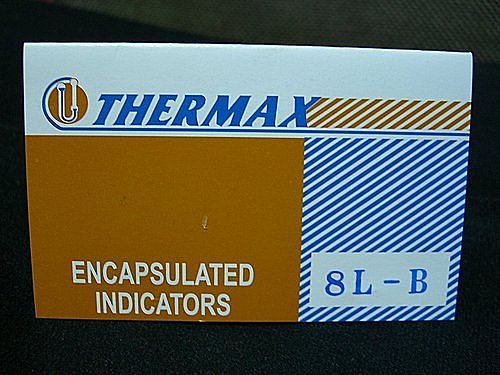 THERMAX
ENCAPSULATED
INDICATORS
8L-B